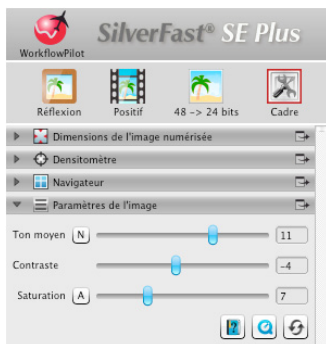 SilverFast® SE Plus
WorkflowPilot
Réflexion Positif 48 -> 24 bits Cadre
Dimensions de l'image numérisée
Densitomètre
Navigateur
Paramètres de l'image
Ton moyen N 11
Contraste -4
Saturation A 7